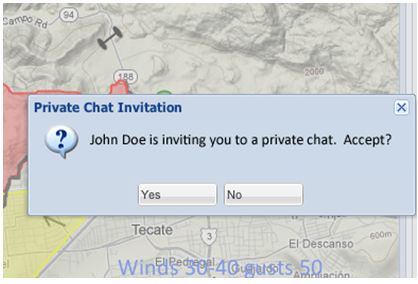 Campo Rd
94
188
2000
Private Chat Invitation
John Doe is inviting you to a private chat.  Accept?
Yes
No
Tecate
3
El Descanso
600m
El Pedregal
Winds 30-40 gusts 50